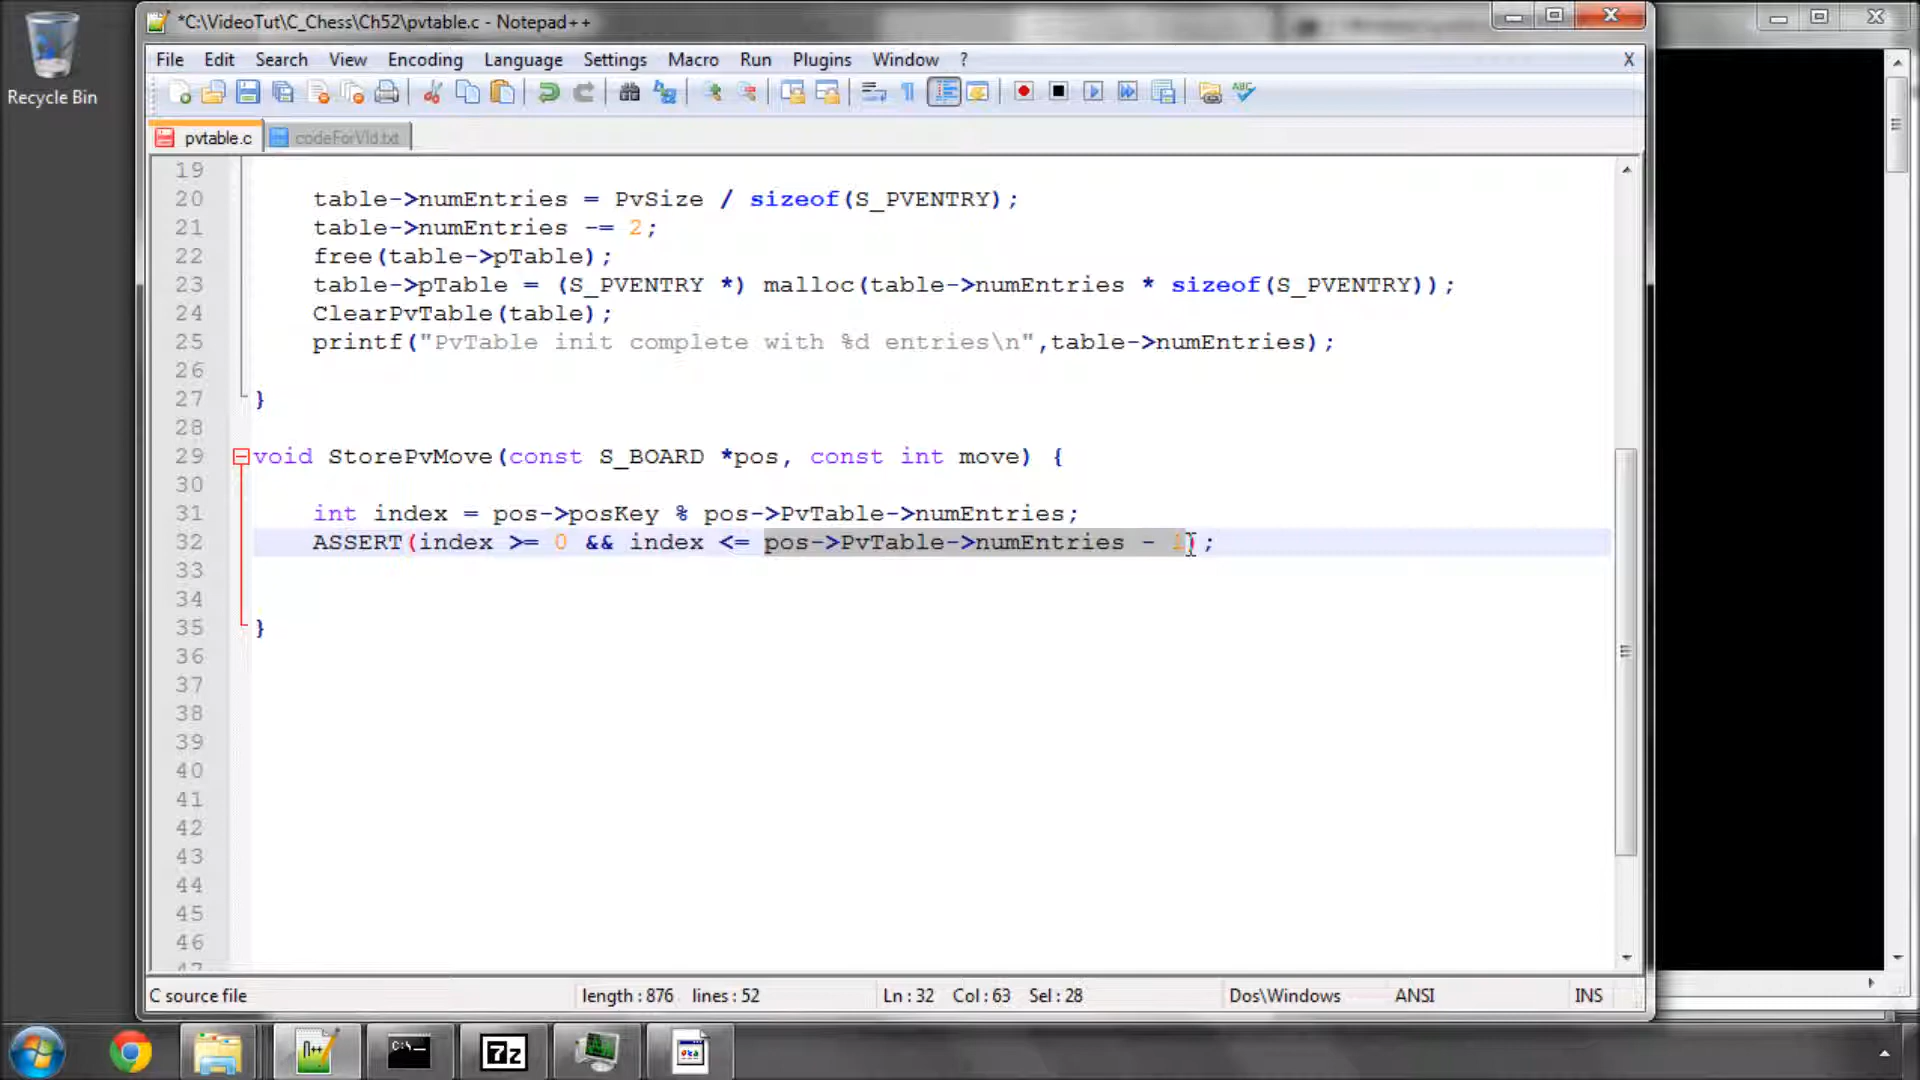 Recycle Bin
*C:\VideoTut\C_Chess\Ch52\pvtable.c - Notepad++
File Edit Search View Encoding Language Settings Macro Run Plugins Window ? X
pvtable.c codeForVid.txt
19
20 table->numEntries = PvSize / sizeof(S_PVENTRY);
21 table->numEntries -= 2;
22 free(table->pTable);
23 table->pTable = (S_PVENTRY *) malloc(table->numEntries * sizeof(S_PVENTRY));
24 ClearPvTable(table);
25 printf("PvTable init complete with %d entries\n",table->numEntries);
26
27 }
28
29 void StorePvMove(const S_BOARD *pos, const int move) {
30
31 int index = pos->posKey % pos->PvTable->numEntries;
32 ASSERT(index >= 0 && index <= pos->PvTable->numEntries - 1);
33
34
35 }
36
37
38
39
40
41
42
43
44
45
46
47
C source file length : 876 lines : 52 Ln : 32 Col : 63 Sel : 28 Dos\Windows ANSI INS
C:\_ 7z